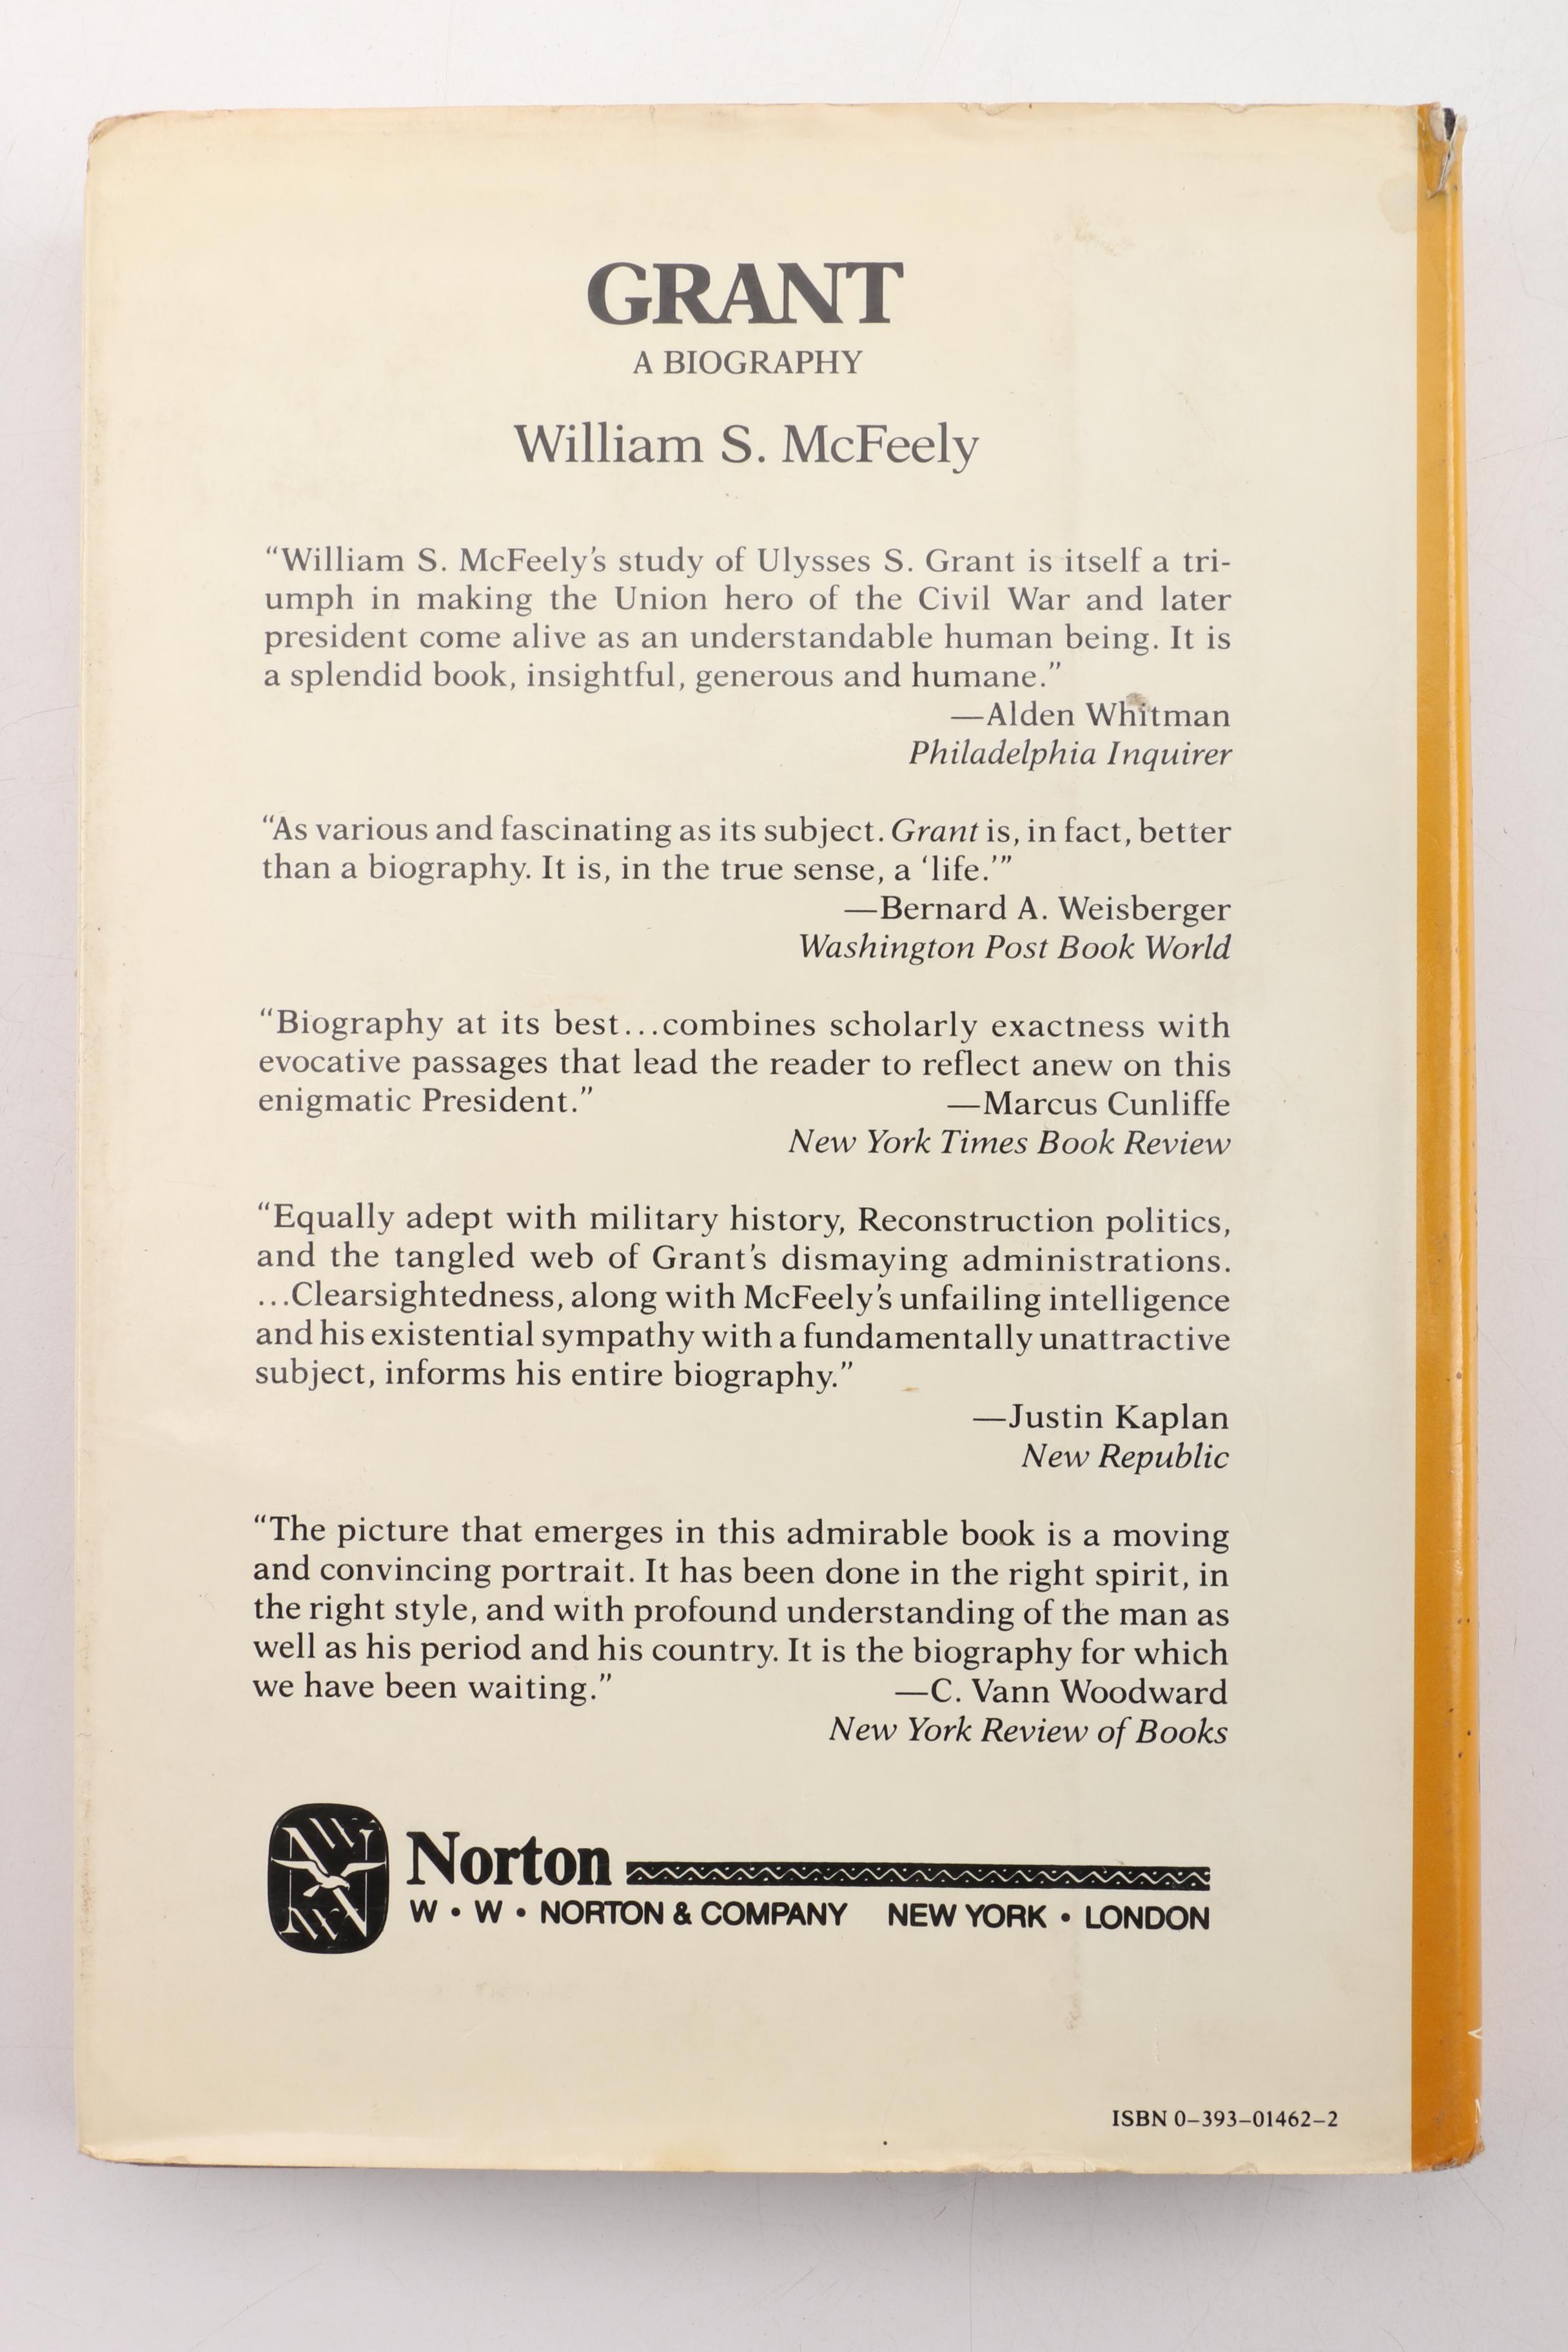 GRANT
A BIOGRAPHY
William S. McFeely
“William S. McFeely’s study of Ulysses S. Grant is itself a tri-
umph in making the Union hero of the Civil War and later
president come alive as an understandable human being. It is
a splendid book, insightful, generous and humane.”
—Alden Whitman
Philadelphia Inquirer
“As various and fascinating as its subject. Grant is, in fact, better
than a biography. It is, in the true sense, a ‘life.’”
—Bernard A. Weisberger
Washington Post Book World
“Biography at its best...combines scholarly exactness with
evocative passages that lead the reader to reflect anew on this
enigmatic President.” —Marcus Cunliffe
New York Times Book Review
“Equally adept with military history, Reconstruction politics,
and the tangled web of Grant’s dismaying administrations.
...Clearsightedness, along with McFeely’s unfailing intelligence
and his existential sympathy with a fundamentally unattractive
subject, informs his entire biography.”
—Justin Kaplan
New Republic
“The picture that emerges in this admirable book is a moving
and convincing portrait. It has been done in the right spirit, in
the right style, and with profound understanding of the man as
well as his period and his country. It is the biography for which
we have been waiting.” —C. Vann Woodward
New York Review of Books
Norton
W • W • NORTON & COMPANY NEW YORK • LONDON
ISBN 0–393–01462–2